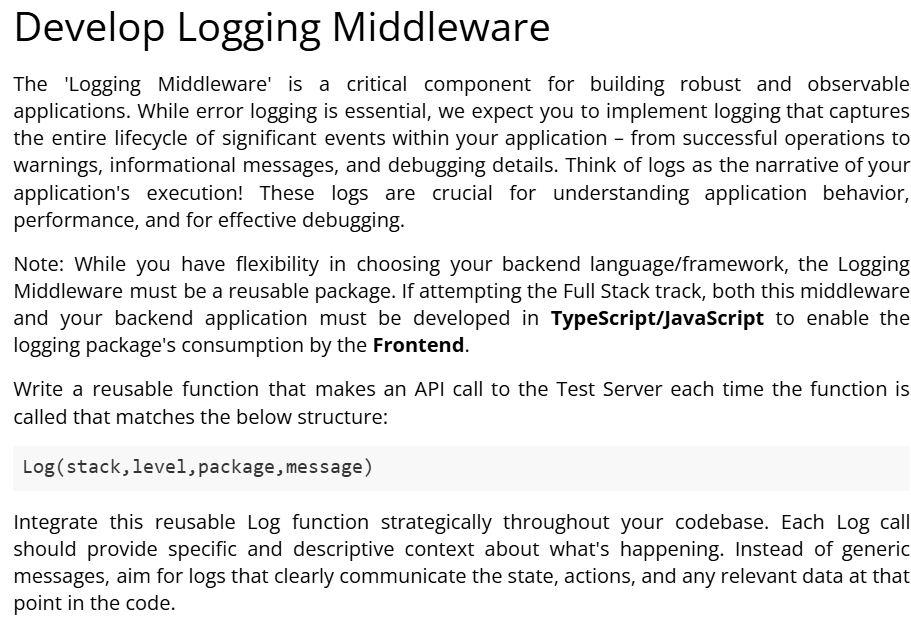 Develop Logging Middleware
The 'Logging Middleware' is a critical component for building robust and observable
applications. While error logging is essential, we expect you to implement logging that captures
the entire lifecycle of significant events within your application – from successful operations to
warnings, informational messages, and debugging details. Think of logs as the narrative of your
application's execution! These logs are crucial for understanding application behavior,
performance, and for effective debugging.
Note: While you have flexibility in choosing your backend language/framework, the Logging
Middleware must be a reusable package. If attempting the Full Stack track, both this middleware
and your backend application must be developed in TypeScript/JavaScript to enable the
logging package's consumption by the Frontend.
Write a reusable function that makes an API call to the Test Server each time the function is
called that matches the below structure:
Log(stack,level,package,message)
Integrate this reusable Log function strategically throughout your codebase. Each Log call
should provide specific and descriptive context about what's happening. Instead of generic
messages, aim for logs that clearly communicate the state, actions, and any relevant data at that
point in the code.